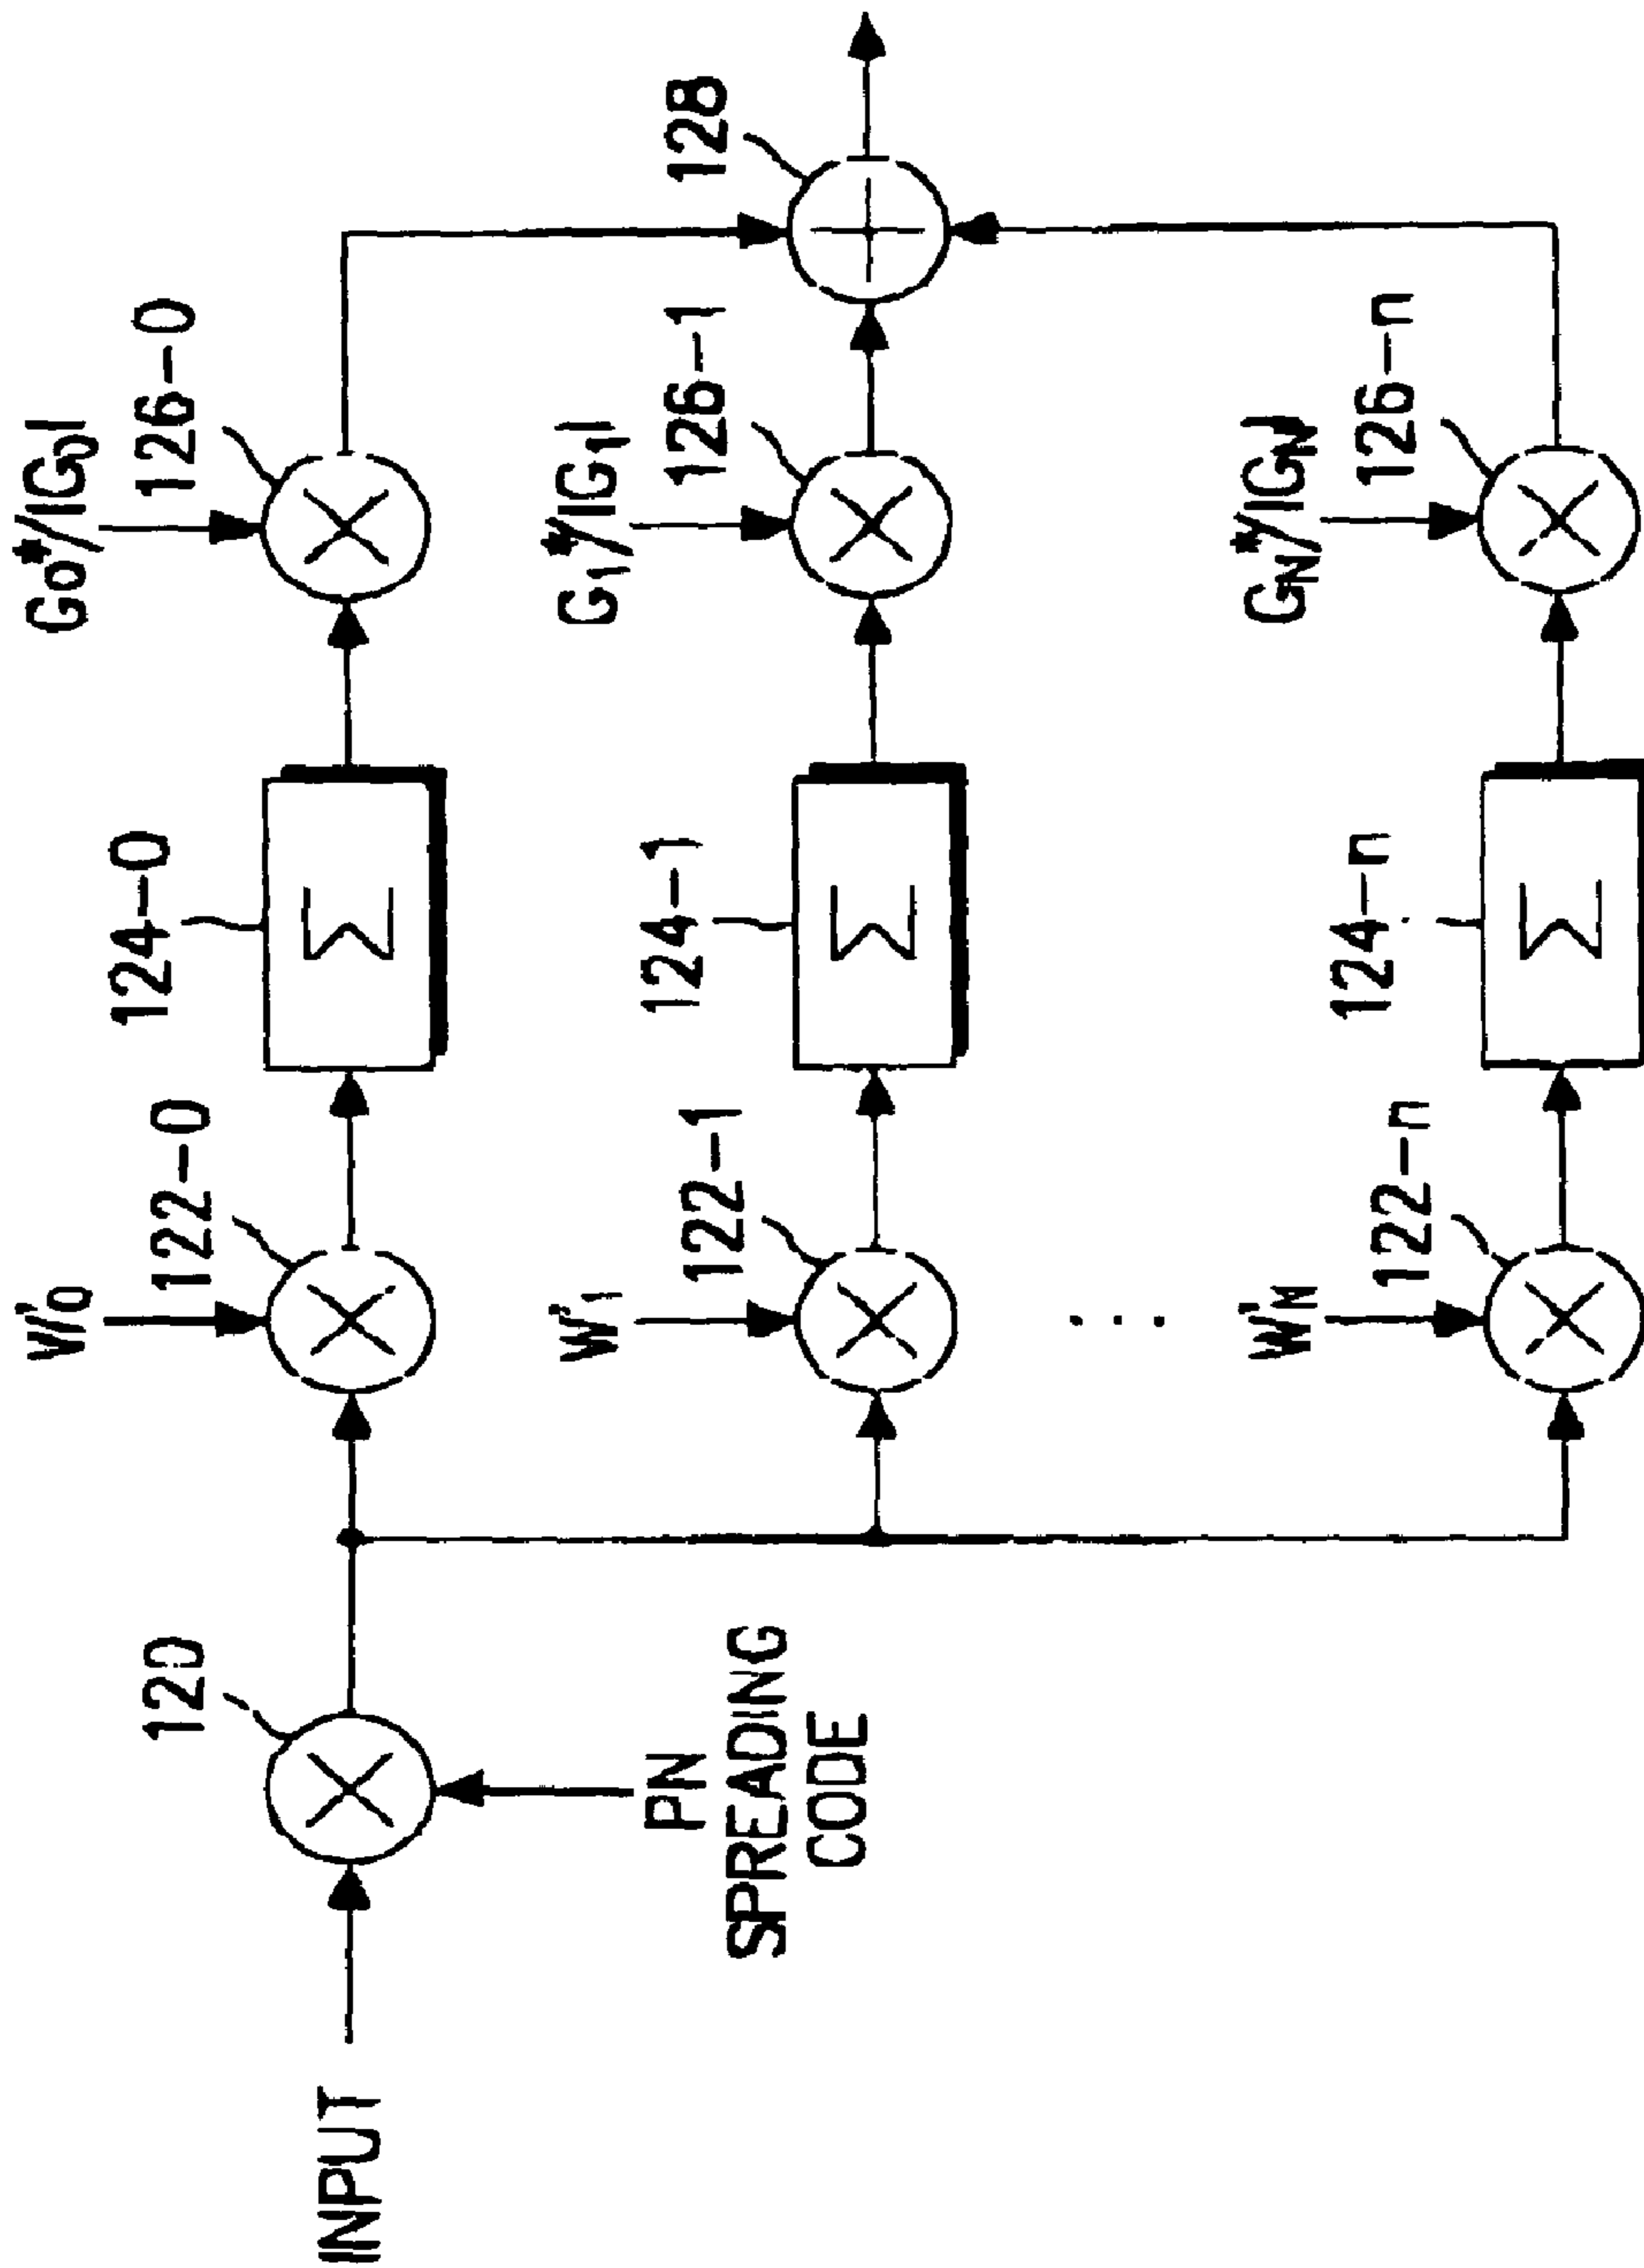 INPUT
120
PN
SPREADING
CODE
W'0
122-0
124-0
G0*/|G0|
126-0
W'1
122-1
124-1
G1*/|G1|
126-1
128
...
W'M
122-n
124-n
GN*/|GN|
126-n
Σ
Σ
Σ